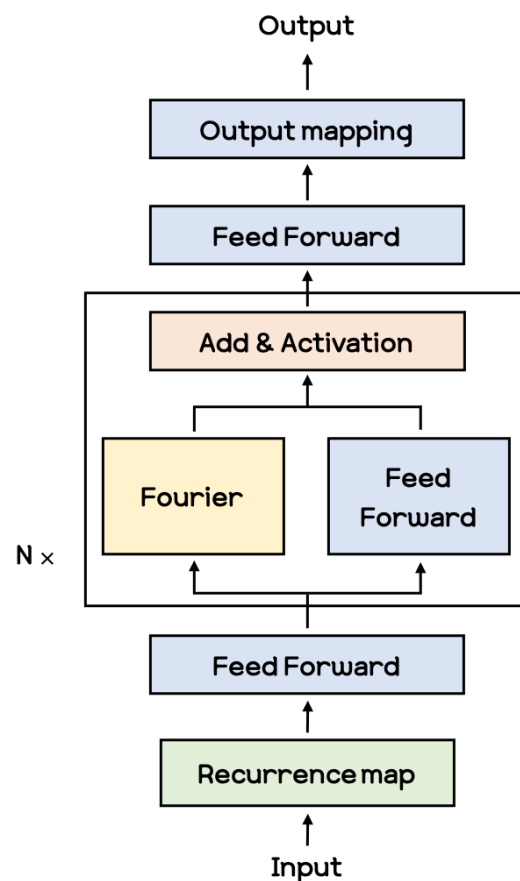 Output
Output mapping
Feed Forward
Add & Activation
Fourier
Feed
Forward
N ×
Feed Forward
Recurrence map
Input